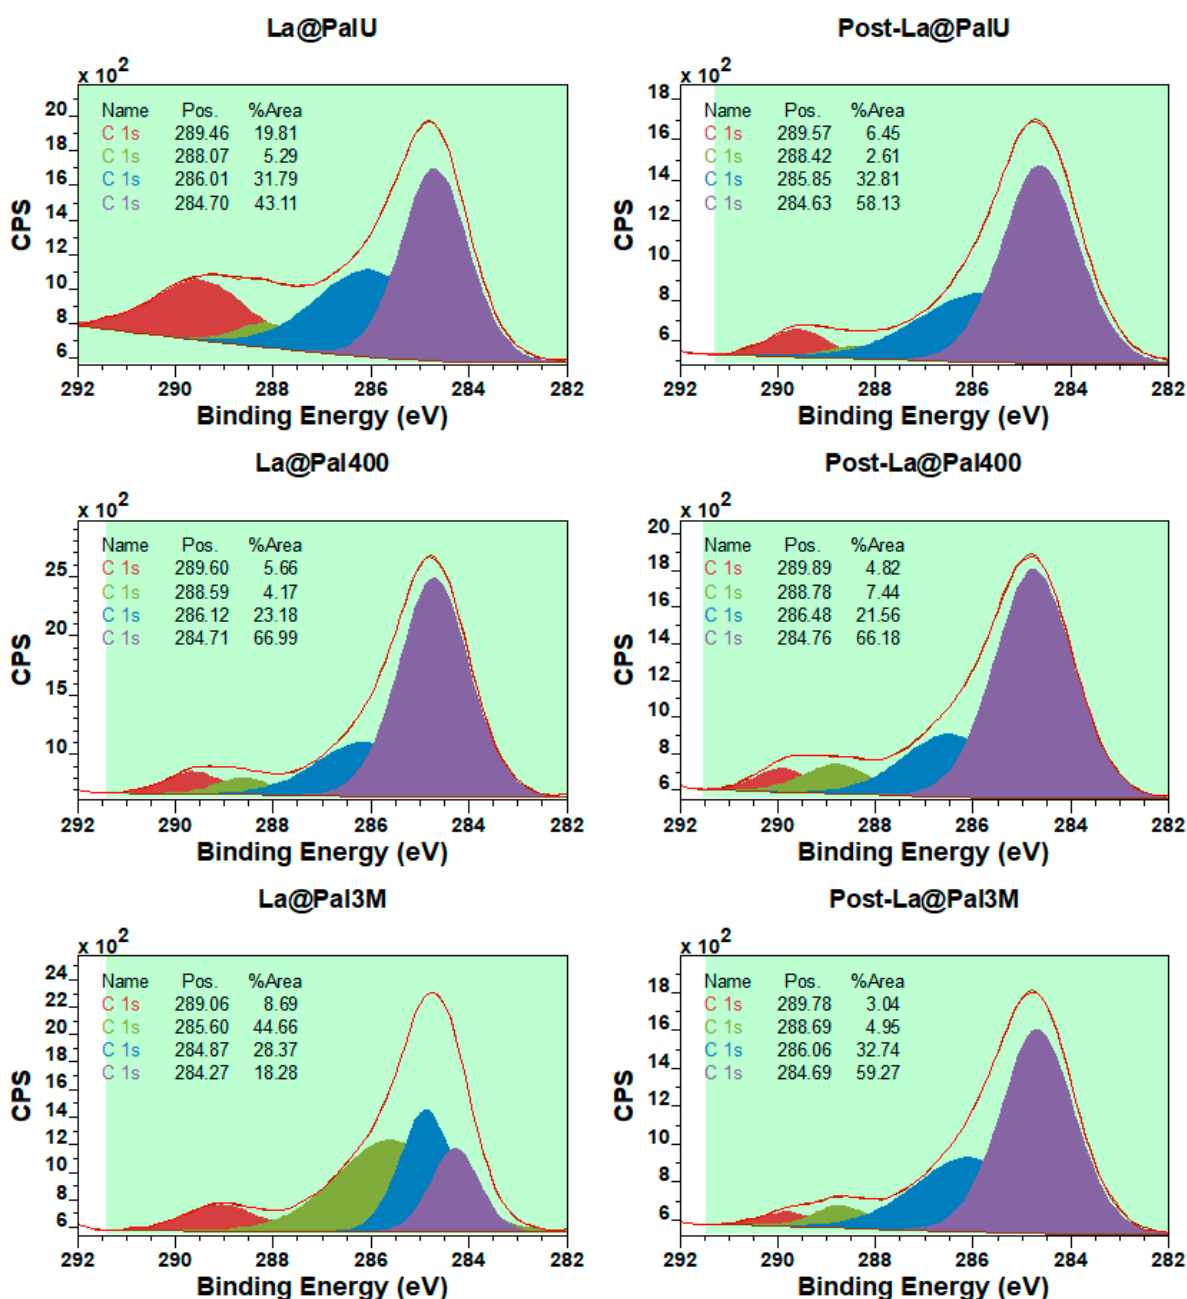 La@PalU
x 10²
Name Pos. %Area
C 1s 289.46 19.81
C 1s 288.07 5.29
C 1s 286.01 31.79
C 1s 284.70 43.11
20
18
16
14
12
10
8
6
CPS
292 290 288 286 284 282
Binding Energy (eV)
Post-La@PalU
x 10²
Name Pos. %Area
C 1s 289.57 6.45
C 1s 288.42 2.61
C 1s 285.85 32.81
C 1s 284.63 58.13
18
16
14
12
10
8
6
CPS
292 290 288 286 284 282
Binding Energy (eV)
La@Pal400
x 10²
Name Pos. %Area
C 1s 289.60 5.66
C 1s 288.59 4.17
C 1s 286.12 23.18
C 1s 284.71 66.99
25
20
15
10
CPS
292 290 288 286 284 282
Binding Energy (eV)
Post-La@Pal400
x 10²
Name Pos. %Area
C 1s 289.89 4.82
C 1s 288.78 7.44
C 1s 286.48 21.56
C 1s 284.76 66.18
20
18
16
14
12
10
8
6
CPS
292 290 288 286 284 282
Binding Energy (eV)
La@Pal3M
x 10²
Name Pos. %Area
C 1s 289.06 8.69
C 1s 285.60 44.66
C 1s 284.87 28.37
C 1s 284.27 18.28
24
22
20
18
16
14
12
10
8
6
CPS
292 290 288 286 284 282
Binding Energy (eV)
Post-La@Pal3M
x 10²
Name Pos. %Area
C 1s 289.78 3.04
C 1s 288.69 4.95
C 1s 286.06 32.74
C 1s 284.69 59.27
18
16
14
12
10
8
6
CPS
292 290 288 286 284 282
Binding Energy (eV)